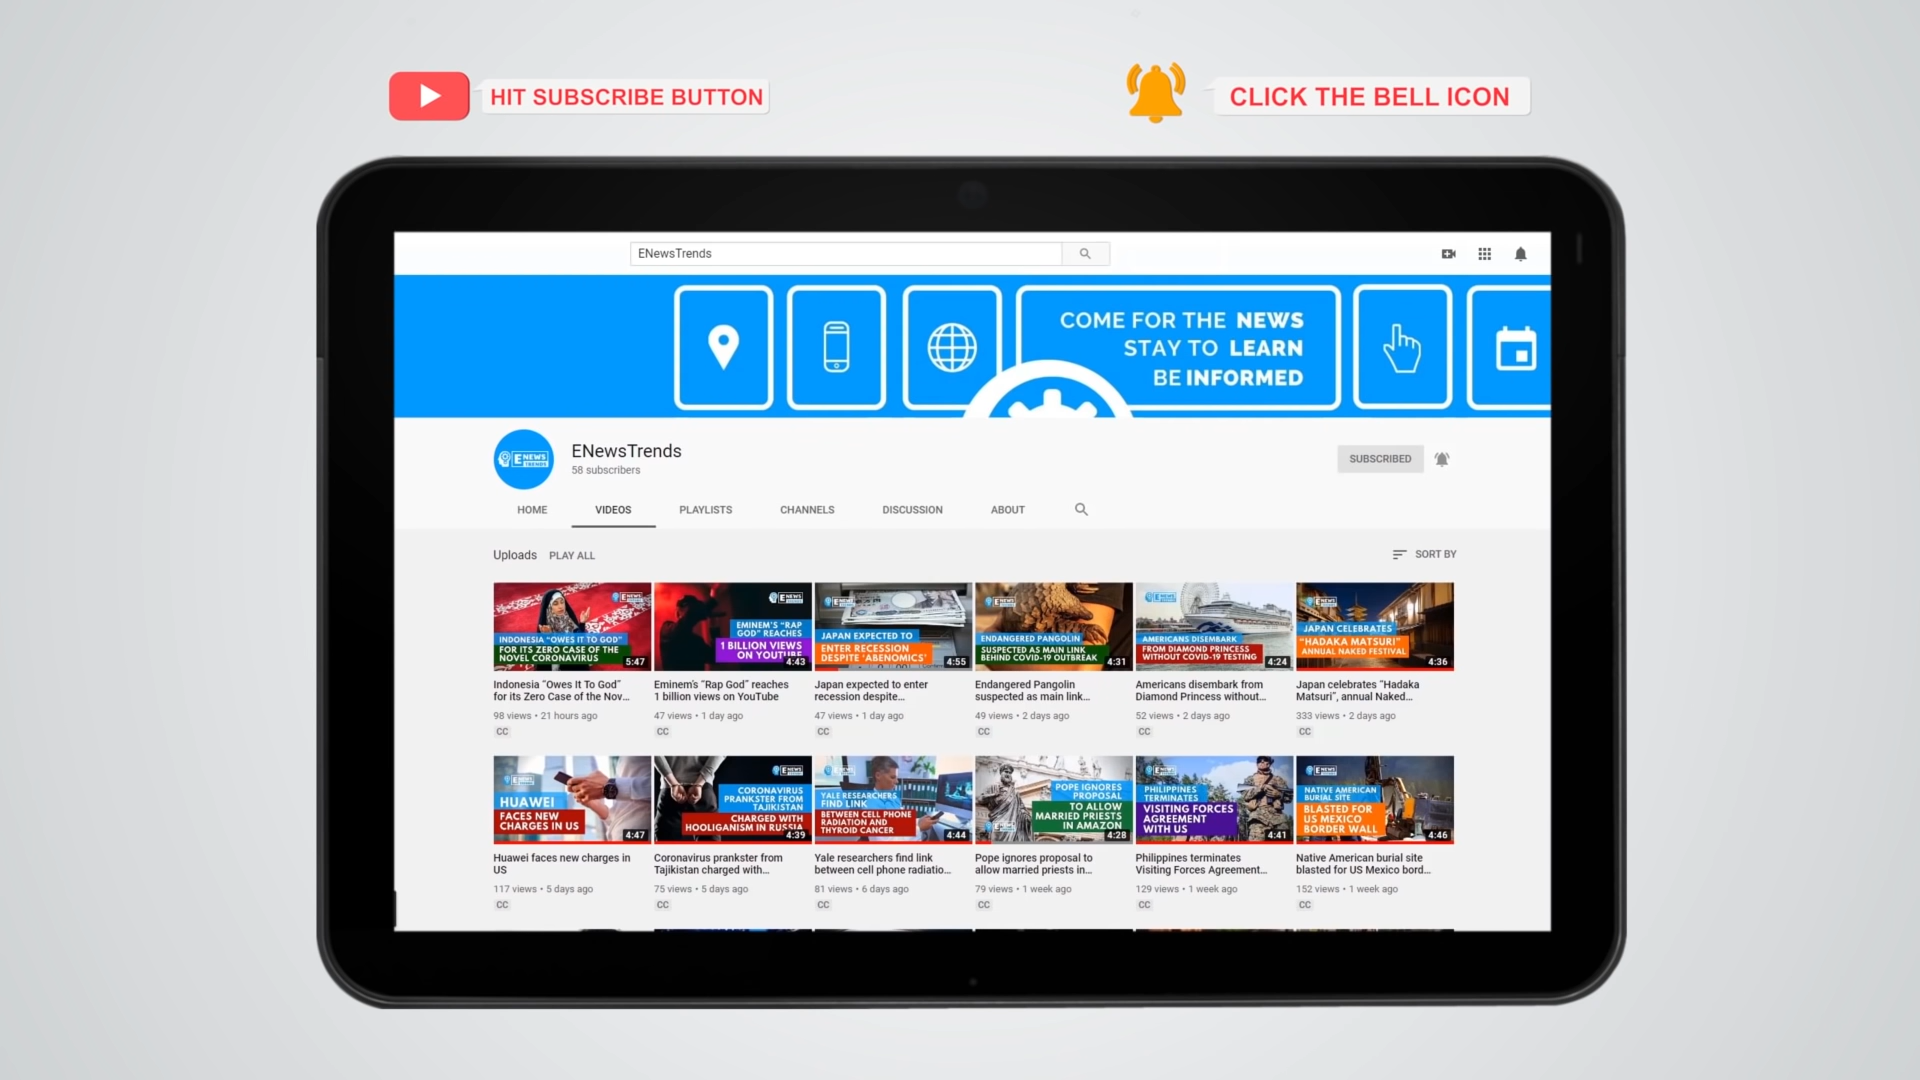 HIT SUBSCRIBE BUTTON
CLICK THE BELL ICON
ENewsTrends
COME FOR THE NEWS
STAY TO LEARN
BE INFORMED
E NEWS
TRENDS
ENewsTrends
58 subscribers
SUBSCRIBED
HOME
VIDEOS
PLAYLISTS
CHANNELS
DISCUSSION
ABOUT
Uploads
PLAY ALL
SORT BY
INDONESIA "OWES IT TO GOD"
FOR ITS ZERO CASE OF THE
NOVEL CORONAVIRUS
5:47
Indonesia "Owes It To God"
for its Zero Case of the Nov...
98 views • 21 hours ago
CC
EMINEM'S "RAP
GOD" REACHES
1 BILLION VIEWS
ON YOUTUBE
4:43
Eminem's "Rap God" reaches
1 billion views on YouTube
47 views • 1 day ago
CC
JAPAN EXPECTED TO
ENTER RECESSION
DESPITE 'ABENOMICS'
4:55
Japan expected to enter
recession despite...
47 views • 1 day ago
CC
ENDANGERED PANGOLIN
SUSPECTED AS MAIN LINK
BEHIND COVID-19 OUTBREAK
4:31
Endangered Pangolin
suspected as main link...
49 views • 2 days ago
CC
AMERICANS DISEMBARK
FROM DIAMOND PRINCESS
WITHOUT COVID-19 TESTING
4:24
Americans disembark from
Diamond Princess without...
52 views • 2 days ago
CC
JAPAN CELEBRATES
"HADAKA MATSURI"
ANNUAL NAKED FESTIVAL
4:36
Japan celebrates "Hadaka
Matsuri", annual Naked...
333 views • 2 days ago
CC
HUAWEI
FACES NEW
CHARGES IN US
4:47
Huawei faces new charges in
US
117 views • 5 days ago
CC
CORONAVIRUS
PRANKSTER FROM
TAJIKISTAN
CHARGED WITH
HOOLIGANISM IN RUSSIA
4:39
Coronavirus prankster from
Tajikistan charged with...
75 views • 5 days ago
CC
YALE RESEARCHERS
FIND LINK
BETWEEN CELL PHONE
RADIATION AND
THYROID CANCER
4:44
Yale researchers find link
between cell phone radiatio...
81 views • 6 days ago
CC
POPE IGNORES
PROPOSAL
TO ALLOW
MARRIED PRIESTS
IN AMAZON
4:28
Pope ignores proposal to
allow married priests in...
79 views • 1 week ago
CC
PHILIPPINES
TERMINATES
VISITING FORCES
AGREEMENT
WITH US
4:41
Philippines terminates
Visiting Forces Agreement...
129 views • 1 week ago
CC
NATIVE AMERICAN
BURIAL SITE
BLASTED FOR
US MEXICO
BORDER WALL
4:46
Native American burial site
blasted for US Mexico bord...
152 views • 1 week ago
CC